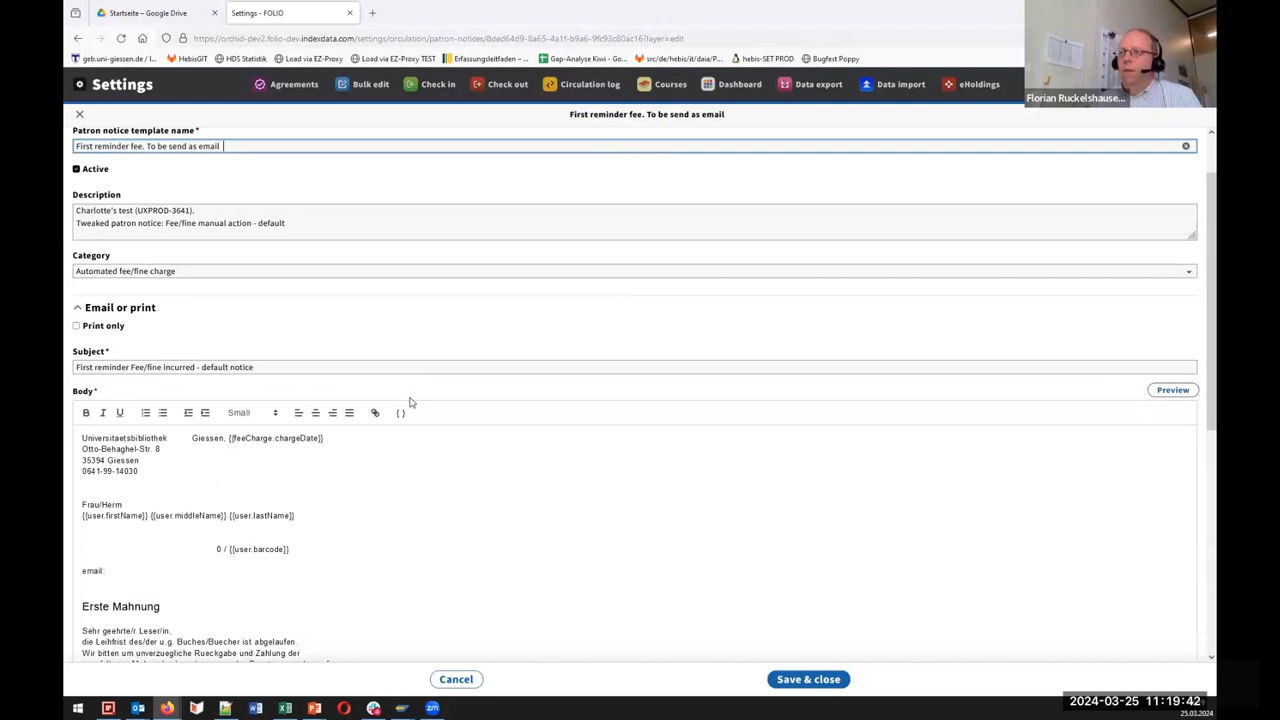 Startseite – Google Drive
Settings - FOLIO
https://orchid-dev2.folio-dev.indexdata.com/settings/circulation/patron-notices/8ded64d9-8a65-4a1f-b9a6-9fc93c80ac16?layer=edit
geb.uni-giessen.de / l...
HebisGIT
HDS Statistik
Load via EZ-Proxy
Load via EZ-Proxy TEST
Erfassungsleitfaden – ...
Gap-Analyse Kiwi – Go...
src/de/hebis/it/daia/P...
hebis-SET PROD
Bugfest Poppy
Florian Ruckelshause...
Settings
Agreements
Bulk edit
Check in
Check out
Circulation log
Courses
Dashboard
Data export
Data import
eHoldings
First reminder fee. To be send as email
Patron notice template name*
First reminder fee. To be send as email
Active
Description
Charlotte's test (UXPROD-3641).
Tweaked patron notice: Fee/fine manual action - default
Category
Automated fee/fine charge
Email or print
Print only
Subject*
First reminder Fee/fine incurred - default notice
Body*
Preview
B I U
Small
{ }
Universitaetsbibliothek Giessen, {{feeCharge.chargeDate}}
Otto-Behaghel-Str. 8
35394 Giessen
0641-99-14030
Frau/Herrn
{{user.firstName}} {{user.middleName}} {{user.lastName}}
0 / {{user.barcode}}
email:
Erste Mahnung
Sehr geehrte/r Leser/in,
die Leihfrist des/der u.g. Buches/Buecher ist abgelaufen.
Wir bitten um unverzuegliche Rueckgabe und Zahlung der
Cancel
Save & close
2024-03-25 11:19:42
25.03.2024